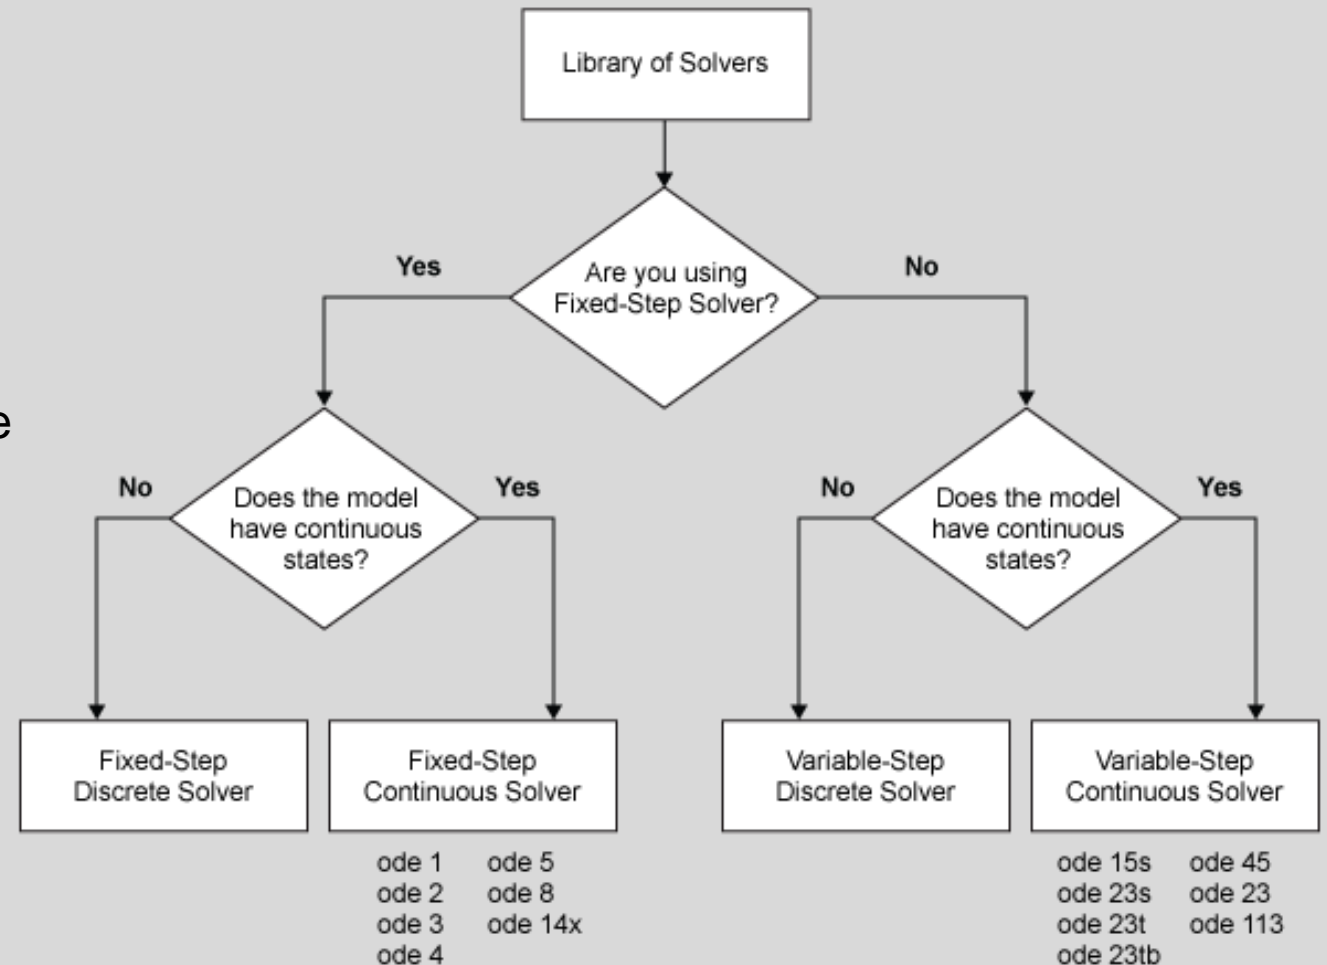 Library of Solvers
Yes
Are you using
Fixed-Step Solver?
No
e
No
Does the model
have continuous
states?
Yes
No
Does the model
have continuous
states?
Yes
Fixed-Step
Discrete Solver
Fixed-Step
Continuous Solver
Variable-Step
Discrete Solver
Variable-Step
Continuous Solver
ode 1 ode 5
ode 2 ode 8
ode 3 ode 14x
ode 4
ode 15s ode 45
ode 23s ode 23
ode 23t ode 113
ode 23tb